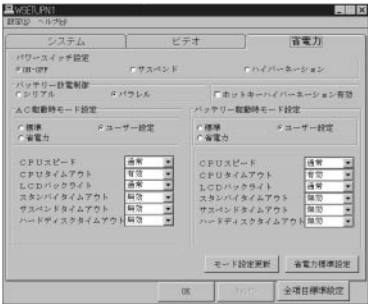 WSETUPN1
設定(S) ヘルプ(H)
システム ビデオ 省電力
パワースイッチ設定
ON-OFF サスペンド ハイバーネーション
バッテリー放電制御
シリアル パラレル ホットキーハイバーネーション有効
AC駆動時モード設定 バッテリー駆動時モード設定
標準 ユーザー設定 標準 ユーザー設定
省電力 省電力
CPUスピード 通常 CPUスピード 通常
CPUタイムアウト 有効 CPUタイムアウト 有効
LCDバックライト 通常 LCDバックライト 通常
スタンバイタイムアウト 無効 スタンバイタイムアウト 無効
サスペンドタイムアウト 無効 サスペンドタイムアウト 無効
ハードディスクタイムアウト 無効 ハードディスクタイムアウト 無効
モード設定更新 省電力標準設定
OK 全項目標準設定